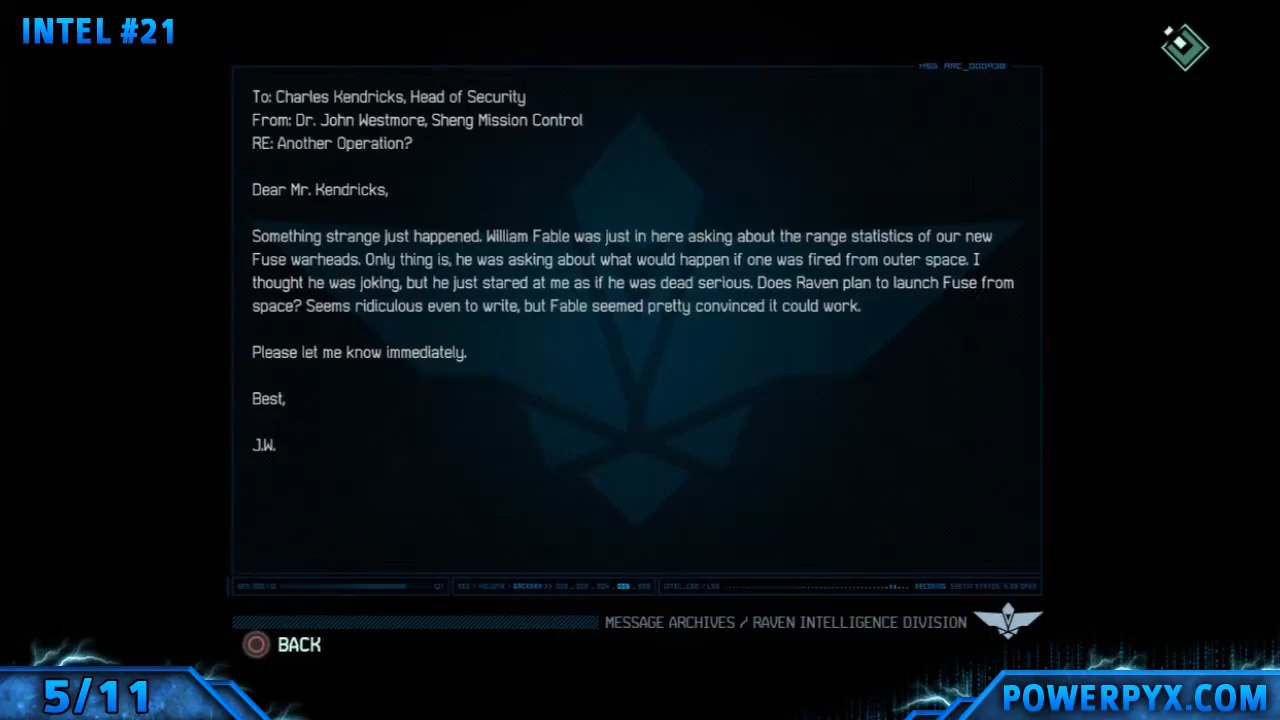 INTEL #21
MSG ARC_000938
To: Charles Kendricks, Head of Security
From: Dr. John Westmore, Sheng Mission Control
RE: Another Operation?
Dear Mr. Kendricks,
Something strange just happened. William Fable was just in here asking about the range statistics of our new
Fuse warheads. Only thing is, he was asking about what would happen if one was fired from outer space. I
thought he was joking, but he just stared at me as if he was dead serious. Does Raven plan to launch Fuse from
space? Seems ridiculous even to write, but Fable seemed pretty convinced it could work.
Please let me know immediately.
Best,
J.W.
MESSAGE ARCHIVES / RAVEN INTELLIGENCE DIVISION
BACK
5/11
POWERPYX.COM